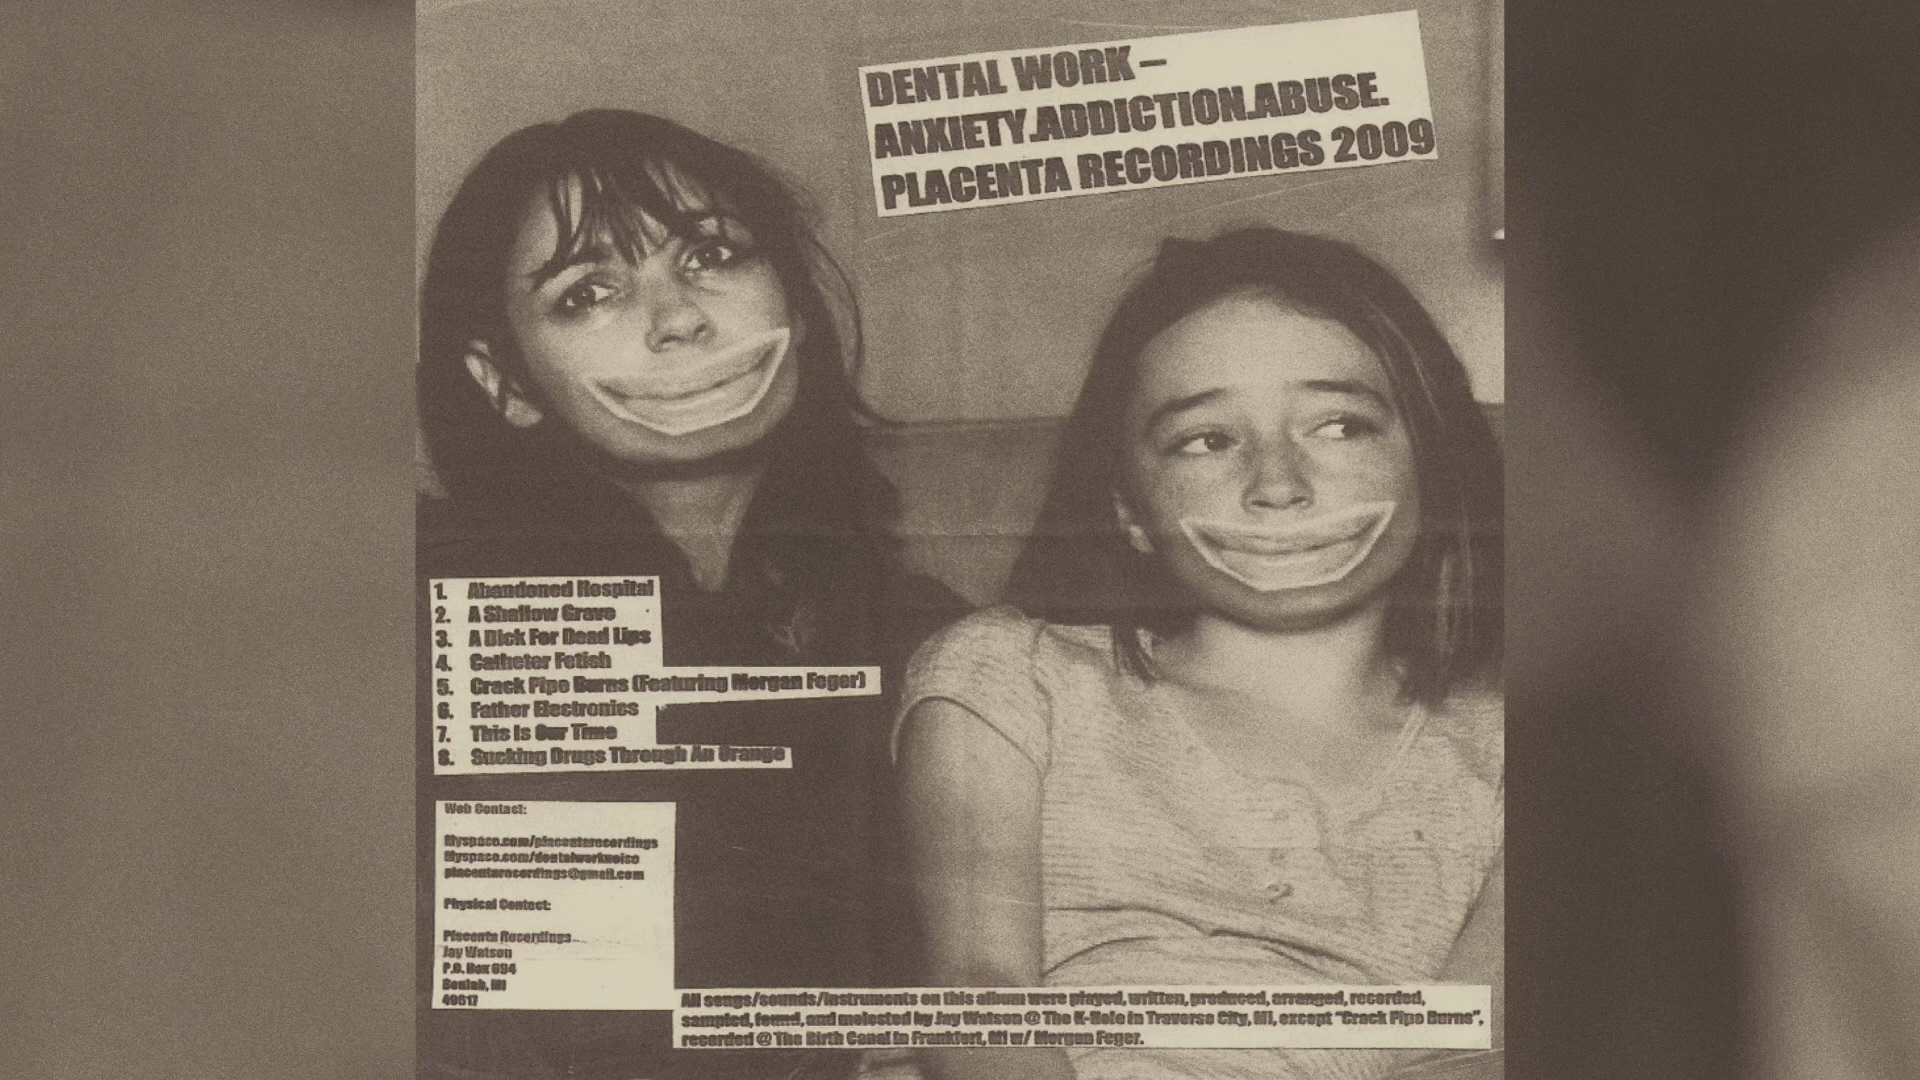 DENTAL WORK –
ANXIETY.ADDICTION.ABUSE.
PLACENTA RECORDINGS 2009
1. Abandoned Hospital
2. A Shallow Grave
3. A Dick For Dead Lips
4. Catheter Fetish
5. Crack Pipe Burns (Featuring Morgan Feger)
6. Father Electronics
7. This Is Our Time
8. Sucking Drugs Through An Orange
Web Contact:
Myspace.com/placentarecordings
Myspace.com/dentalworknoise
placentarecordings@gmail.com
Physical Contact:
Placenta Recordings
Jay Watson
P.O. Box 694
Beulah, MI
49617
All songs/sounds/instruments on this album were played, written, produced, arranged, recorded,
sampled, found, and molested by Jay Watson @ The K-Hole in Traverse City, MI, except "Crack Pipe Burns",
recorded @ The Birth Canal in Frankfort, MI w/ Morgan Feger.